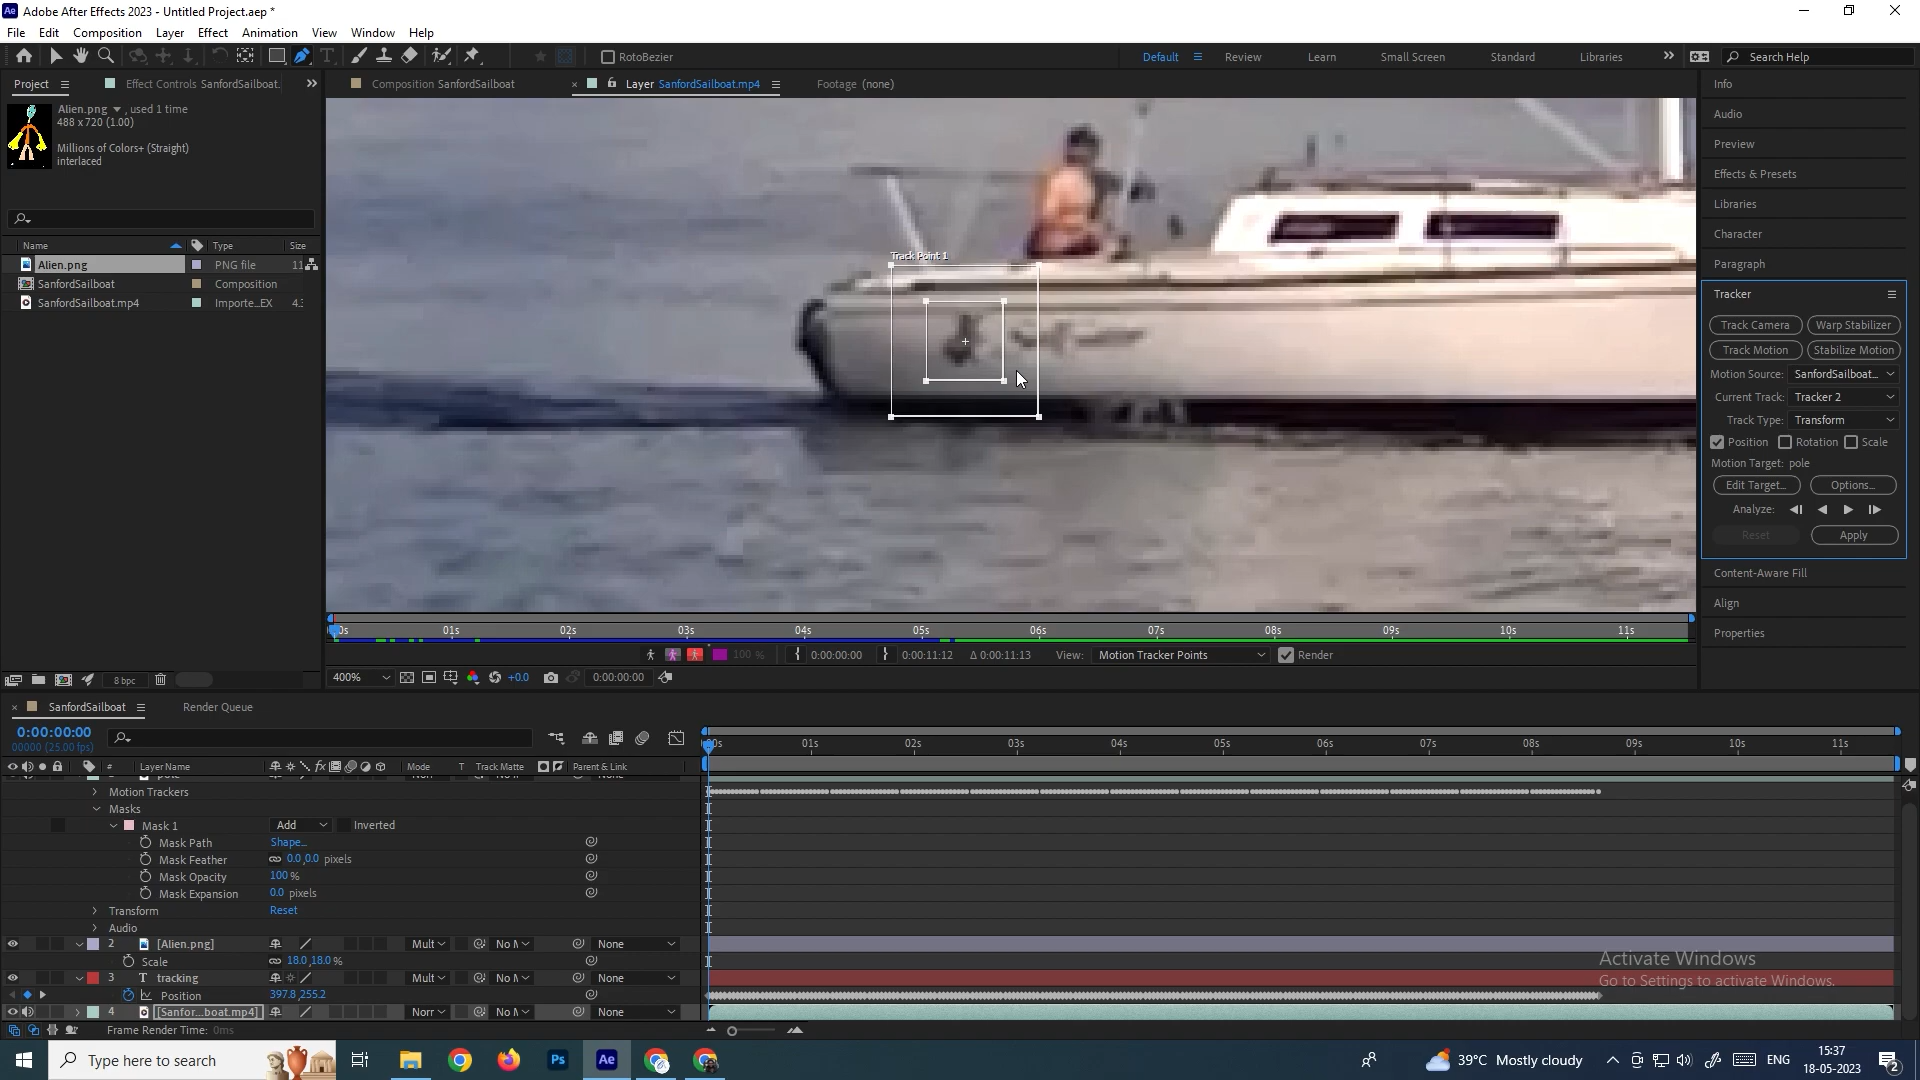 Adobe After Effects 2023 - Untitled Project.aep *
File Edit Composition Layer Effect Animation View Window Help
RotoBezier
Default Review Learn Small Screen Standard Libraries Search Help
Project Effect Controls SanfordSailboat.
Composition SanfordSailboat Layer SanfordSailboat.mp4 Footage (none)
Alien.png , used 1 time
488 x 720 (1.00)
Millions of Colors+ (Straight)
interlaced
Name Type Size
Alien.png PNG file 11
SanfordSailboat Composition
SanfordSailboat.mp4 Importe...EX 4.3
8 bpc
Track Point 1
01s 02s 03s 04s 05s 06s 07s 08s 09s 10s 11s
100 % 0:00:00:00 0:00:11:12 Δ 0:00:11:13 View: Motion Tracker Points Render
400% +0.0 0:00:00:00
Info
Audio
Preview
Effects & Presets
Libraries
Character
Paragraph
Tracker
Track Camera Warp Stabilizer
Track Motion Stabilize Motion
Motion Source: SanfordSailboat...
Current Track: Tracker 2
Track Type: Transform
Position Rotation Scale
Motion Target: pole
Edit Target... Options...
Analyze:
Reset Apply
Content-Aware Fill
Align
Properties
SanfordSailboat Render Queue
0:00:00:00
00000 (25.00 fps)
01s 02s 03s 04s 05s 06s 07s 08s 09s 10s 11s
# Layer Name Mode T Track Matte Parent & Link
Motion Trackers
Masks
Mask 1 Add Inverted
Mask Path Shape...
Mask Feather 0.0,0.0 pixels
Mask Opacity 100 %
Mask Expansion 0.0 pixels
Transform Reset
Audio
2 [Alien.png] Mult No M None
Scale 18.0,18.0 %
3 T tracking Mult No M None
Position 397.8,255.2
4 [Sanfor...boat.mp4] Norr No M None
Frame Render Time: 0ms
Activate Windows
Go to Settings to activate Windows.
Type here to search
39°C Mostly cloudy ENG 15:37
18-05-2023 2